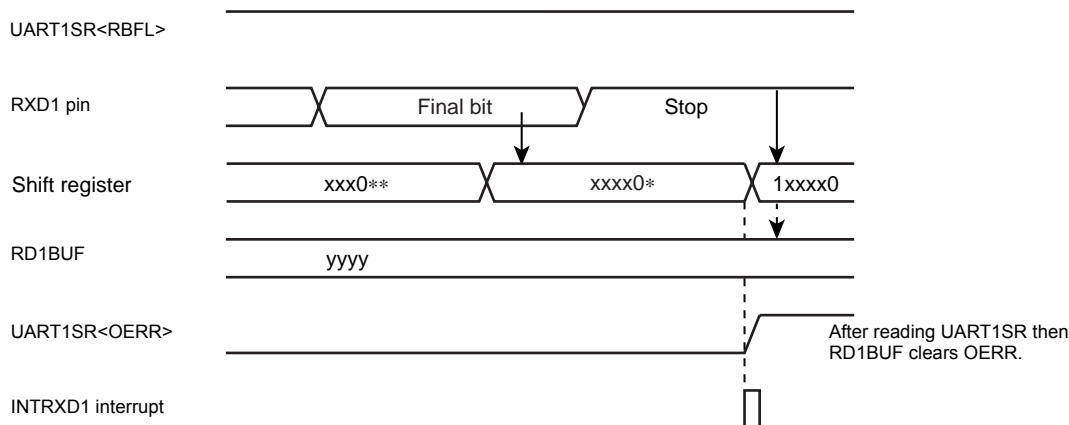 UART1SR<RBFL>
RXD1 pin
Final bit
Stop
Shift register
xxx0**
xxxx0*
1xxxx0
RD1BUF
yyyy
UART1SR<OERR>
After reading UART1SR then
RD1BUF clears OERR.
INTRXD1 interrupt